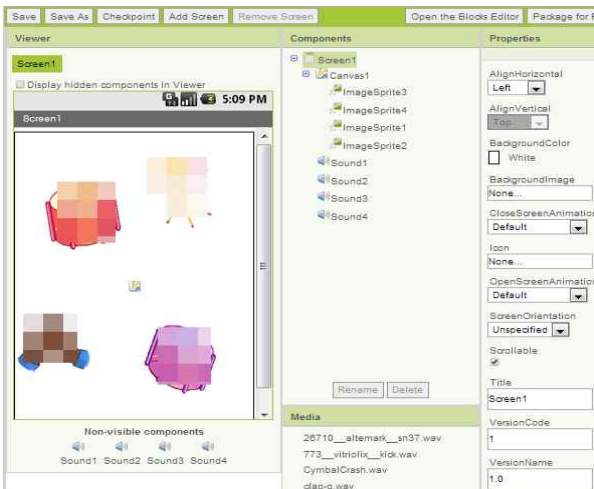 Save Save As Checkpoint Add Screen Remove Screen Open the Blocks Editor Package for
Viewer
Screen1
Display hidden components in Viewer
5:09 PM
Screen1
Non-visible components
Sound1 Sound2 Sound3 Sound4
Components
Screen1
Canvas1
ImageSprite3
ImageSprite4
ImageSprite1
ImageSprite2
Sound1
Sound2
Sound3
Sound4
Rename Delete
Media
26710__altemark__sn37.wav
773__vitriolix__kick.wav
CymbalCrash.wav
Properties
AlignHorizontal
Left
AlignVertical
Top
BackgroundColor
White
BackgroundImage
None...
CloseScreenAnimation
Default
Icon
None...
OpenScreenAnimation
Default
ScreenOrientation
Unspecified
Scrollable
Title
Screen1
VersionCode
1
VersionName
1.0